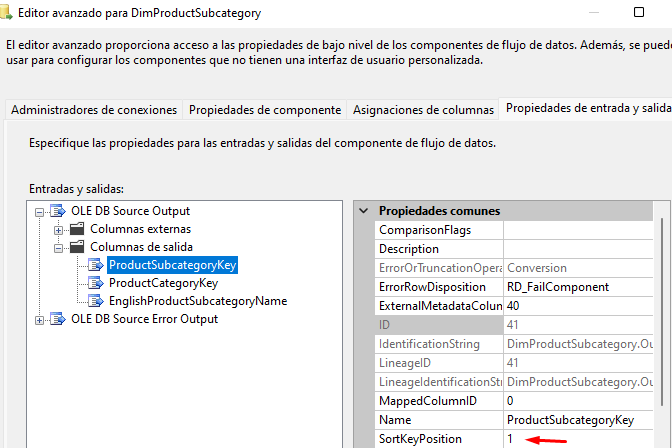 Editor avanzado para DimProductSubcategory
El editor avanzado proporciona acceso a las propiedades de bajo nivel de los componentes de flujo de datos. Además, se puede
usar para configurar los componentes que no tienen una interfaz de usuario personalizada.
Administradores de conexiones Propiedades de componente Asignaciones de columnas Propiedades de entrada y salida
Especifique las propiedades para las entradas y salidas del componente de flujo de datos.
Entradas y salidas:
OLE DB Source Output
Columnas externas
Columnas de salida
ProductSubcategoryKey
ProductCategoryKey
EnglishProductSubcategoryName
OLE DB Source Error Output
Propiedades comunes
ComparisonFlags
Description
ErrorOrTruncationOpera Conversion
ErrorRowDisposition RD_FailComponent
ExternalMetadataColum 40
ID 41
IdentificationString DimProductSubcategory.Ou
LineageID 41
LineageIdentificationSt DimProductSubcategory.Ou
MappedColumnID 0
Name ProductSubcategoryKey
SortKeyPosition 1